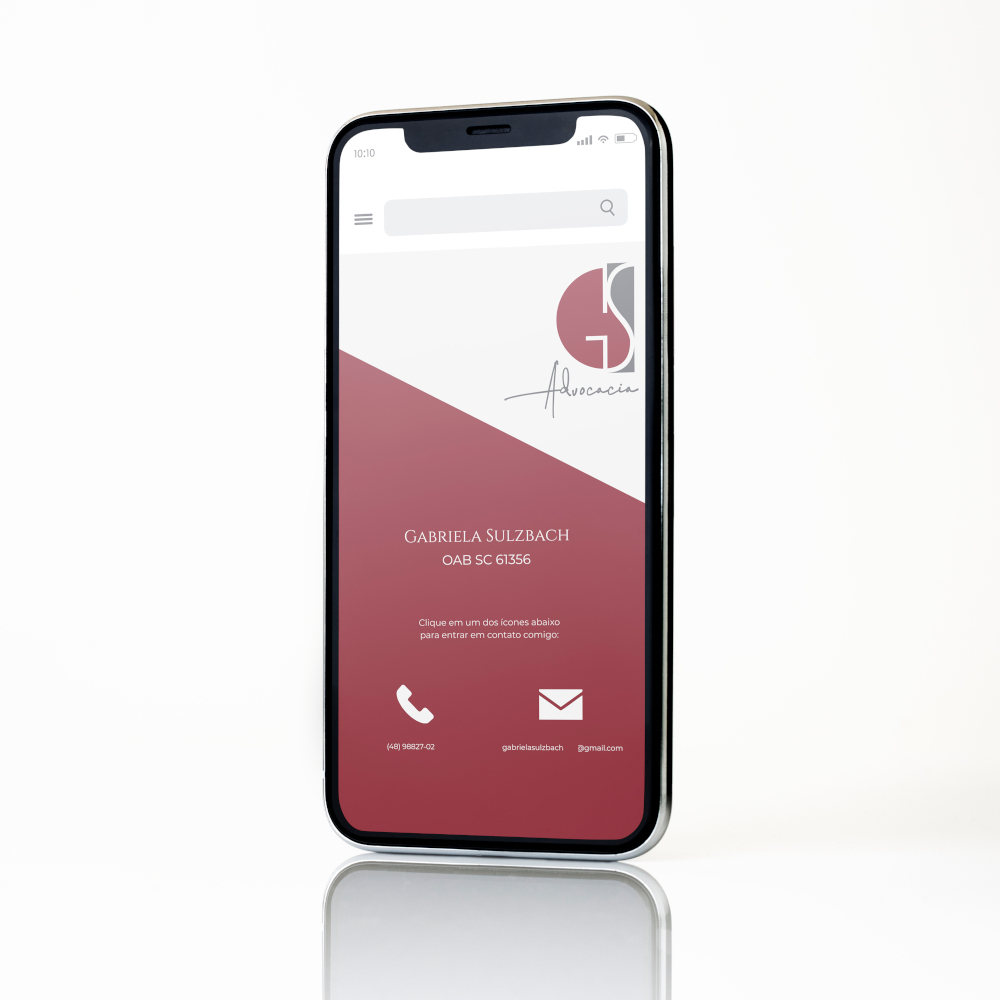 10:10
GS
Advocacia
GABRIELA SULZBACH
OAB SC 61356
Clique em um dos ícones abaixo
para entrar em contato comigo:
(48) 98827-02
gabrielasulzbach @gmail.com